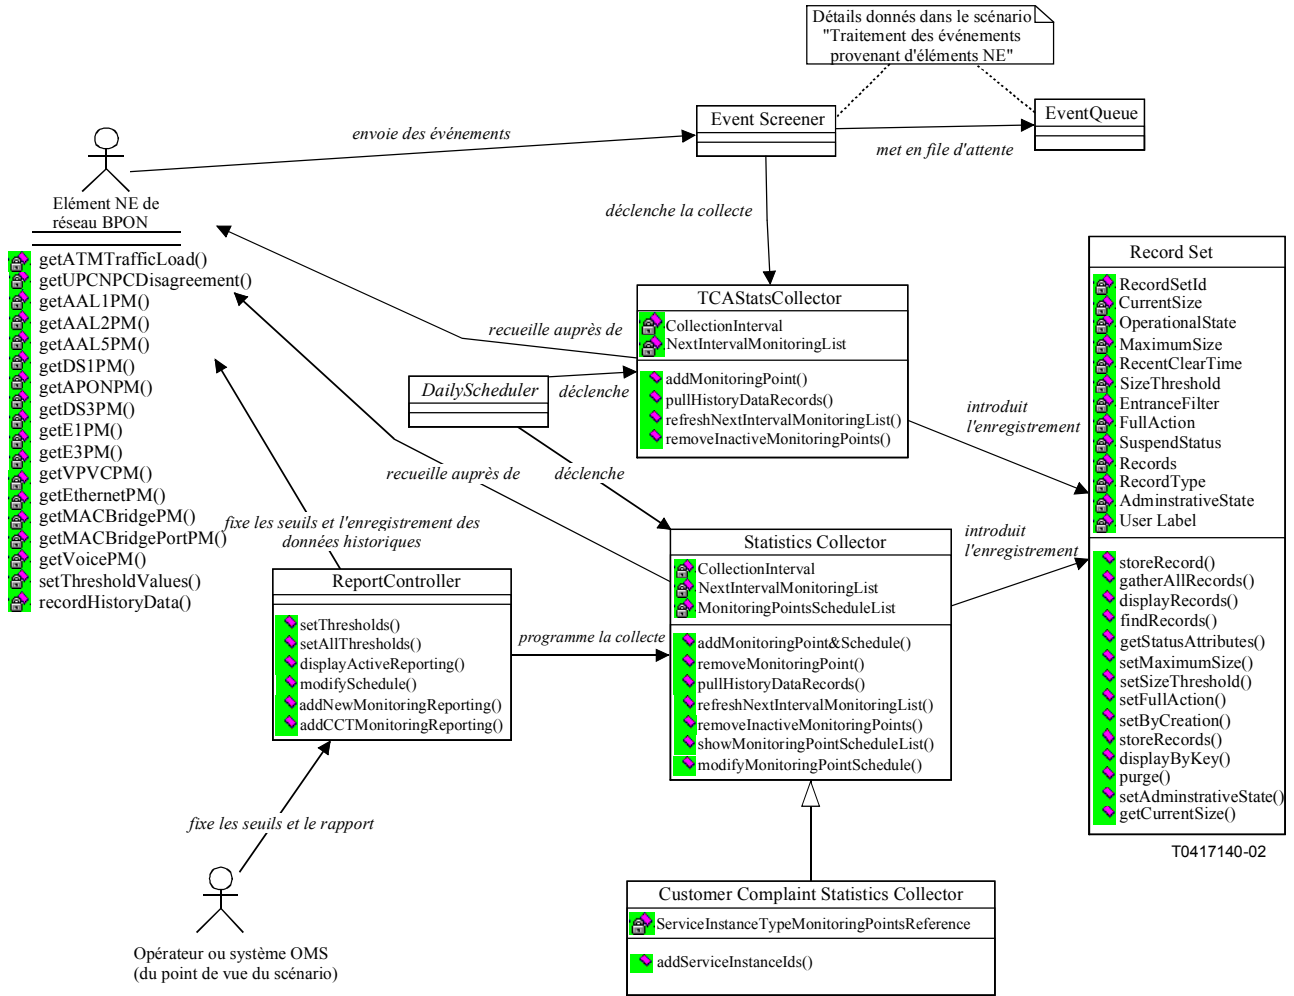 Détails donnés dans le scénario
"Traitement des événements
provenant d'éléments NE"
Event Screener
EventQueue
envoie des événements
met en file d'attente
Elément NE de
réseau BPON
getATMTrafficLoad()
getUPCNPCDisagreement()
getAAL1PM()
getAAL2PM()
getAAL5PM()
getDS1PM()
getAPONPM()
getDS3PM()
getE1PM()
getE3PM()
getVPVCPM()
getEthernetPM()
getMACBridgePM()
getMACBridgePortPM()
getVoicePM()
setThresholdValues()
recordHistoryData()
déclenche la collecte
TCAStatsCollector
CollectionInterval
NextIntervalMonitoringList
addMonitoringPoint()
pullHistoryDataRecords()
refreshNextIntervalMonitoringList()
removeInactiveMonitoringPoints()
recueille auprès de
DailyScheduler
déclenche
déclenche
recueille auprès de
introduit
l'enregistrement
Record Set
RecordSetId
CurrentSize
OperationalState
MaximumSize
RecentClearTime
SizeThreshold
EntranceFilter
FullAction
SuspendStatus
Records
RecordType
AdminstrativeState
User Label
storeRecord()
gatherAllRecords()
displayRecords()
findRecords()
getStatusAttributes()
setMaximumSize()
setSizeThreshold()
setFullAction()
setByCreation()
storeRecords()
displayByKey()
purge()
setAdminstrativeState()
getCurrentSize()
T0417140-02
fixe les seuils et l'enregistrement des
données historiques
ReportController
setThresholds()
setAllThresholds()
displayActiveReporting()
modifySchedule()
addNewMonitoringReporting()
addCCTMonitoringReporting()
programme la collecte
Statistics Collector
CollectionInterval
NextIntervalMonitoringList
MonitoringPointsScheduleList
addMonitoringPoint&Schedule()
removeMonitoringPoint()
pullHistoryDataRecords()
refreshNextIntervalMonitoringList()
removeInactiveMonitoringPoints()
showMonitoringPointScheduleList()
modifyMonitoringPointSchedule()
introduit
l'enregistrement
fixe les seuils et le rapport
Opérateur ou système OMS
(du point de vue du scénario)
Customer Complaint Statistics Collector
ServiceInstanceTypeMonitoringPointsReference
addServiceInstanceIds()